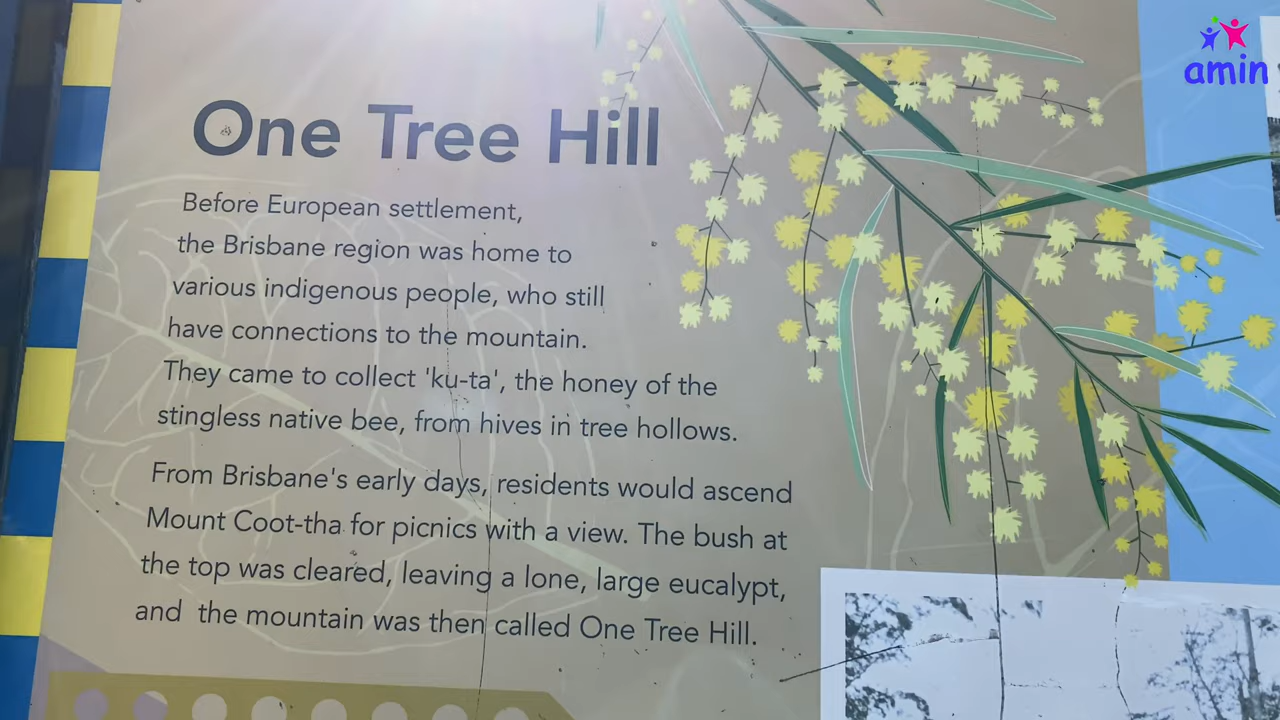 amin
One Tree Hill
Before European settlement,
the Brisbane region was home to
various indigenous people, who still
have connections to the mountain.
They came to collect 'ku-ta', the honey of the
stingless native bee, from hives in tree hollows.
From Brisbane's early days, residents would ascend
Mount Coot-tha for picnics with a view. The bush at
the top was cleared, leaving a lone, large eucalypt,
and the mountain was then called One Tree Hill.